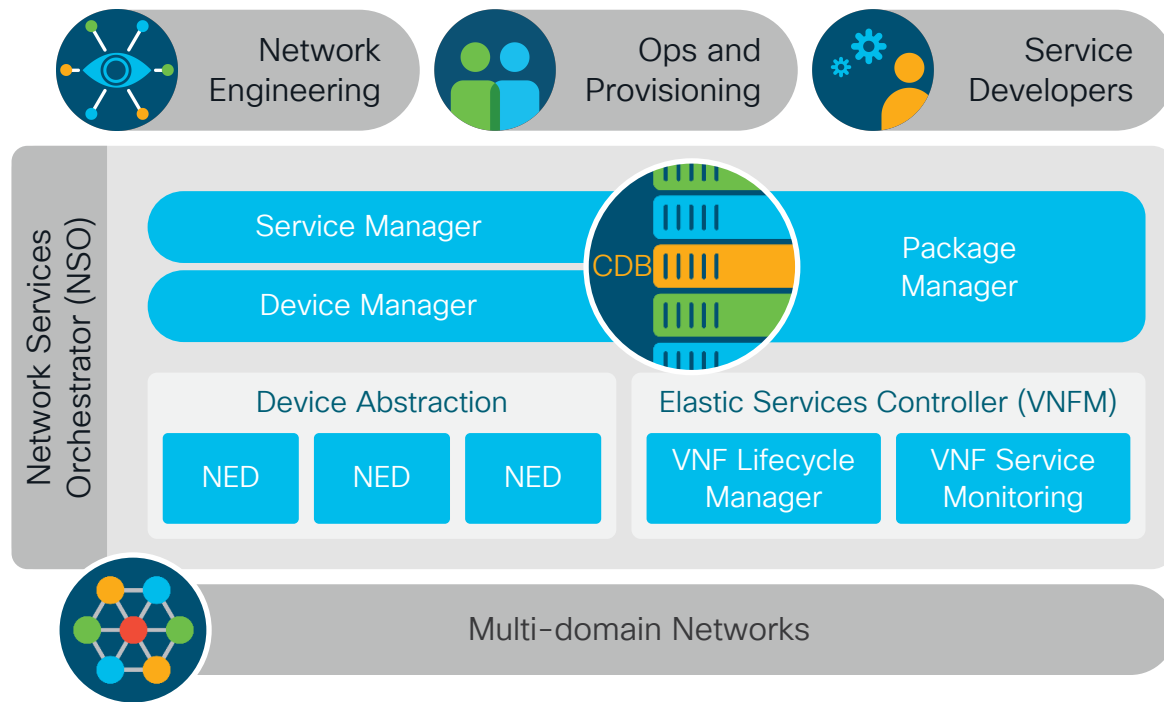 Network
Engineering
Ops and
Provisioning
Service
Developers
Network Services
Orchestrator (NSO)
Service Manager
Device Manager
CDB
Package
Manager
Device Abstraction
NED
NED
NED
Elastic Services Controller (VNFM)
VNF Lifecycle
Manager
VNF Service
Monitoring
Multi-domain Networks